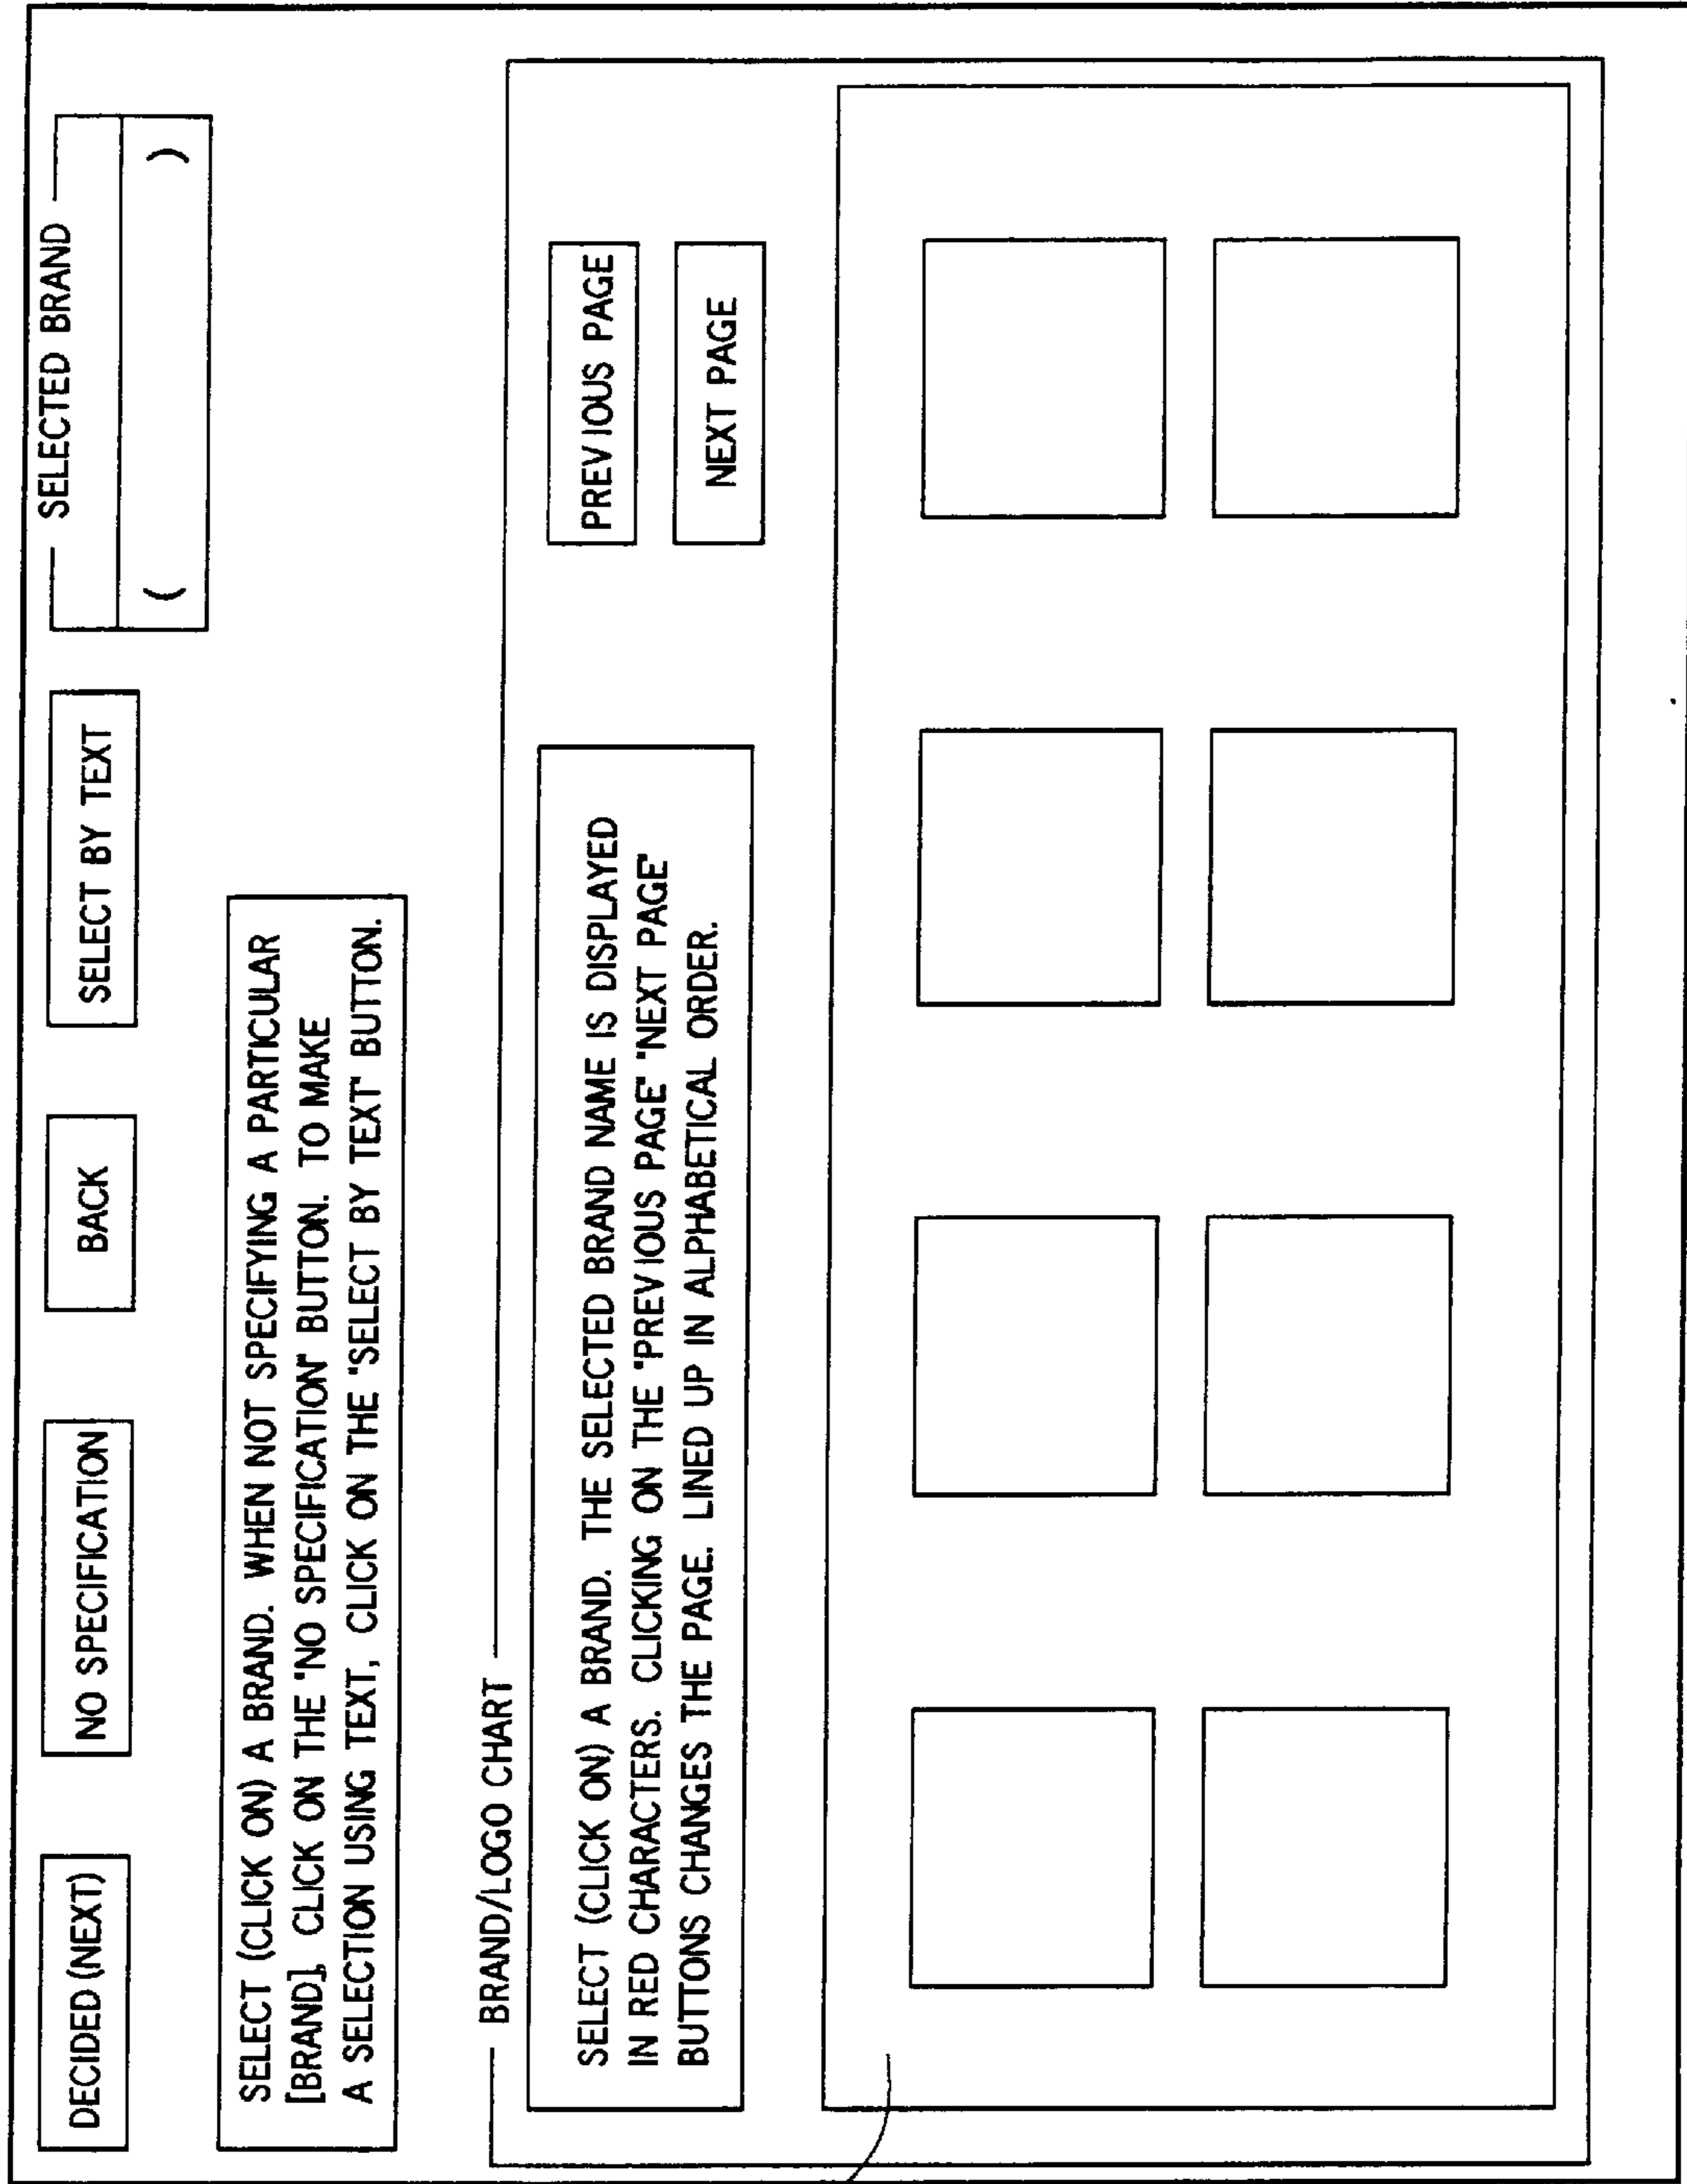 DECIDED (NEXT)
NO SPECIFICATION
BACK
SELECT BY TEXT
SELECTED BRAND
( )
SELECT (CLICK ON) A BRAND. WHEN NOT SPECIFYING A PARTICULAR
[BRAND], CLICK ON THE "NO SPECIFICATION" BUTTON. TO MAKE
A SELECTION USING TEXT, CLICK ON THE "SELECT BY TEXT" BUTTON.
BRAND/LOGO CHART
SELECT (CLICK ON) A BRAND. THE SELECTED BRAND NAME IS DISPLAYED
IN RED CHARACTERS. CLICKING ON THE "PREVIOUS PAGE" "NEXT PAGE"
BUTTONS CHANGES THE PAGE. LINED UP IN ALPHABETICAL ORDER.
PREVIOUS PAGE
NEXT PAGE